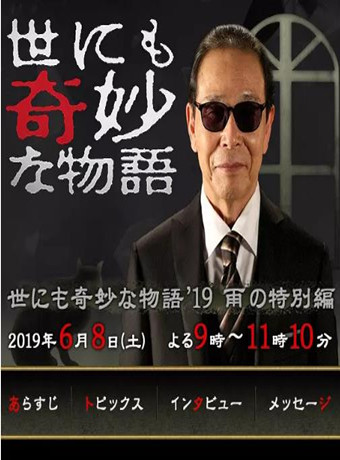 世にも
奇妙
な物語
世にも奇妙な物語'19 雨の特別編
2019年6月8日(土) よる9時～11時10分
あらすじ トピックス インタビュー メッセージ